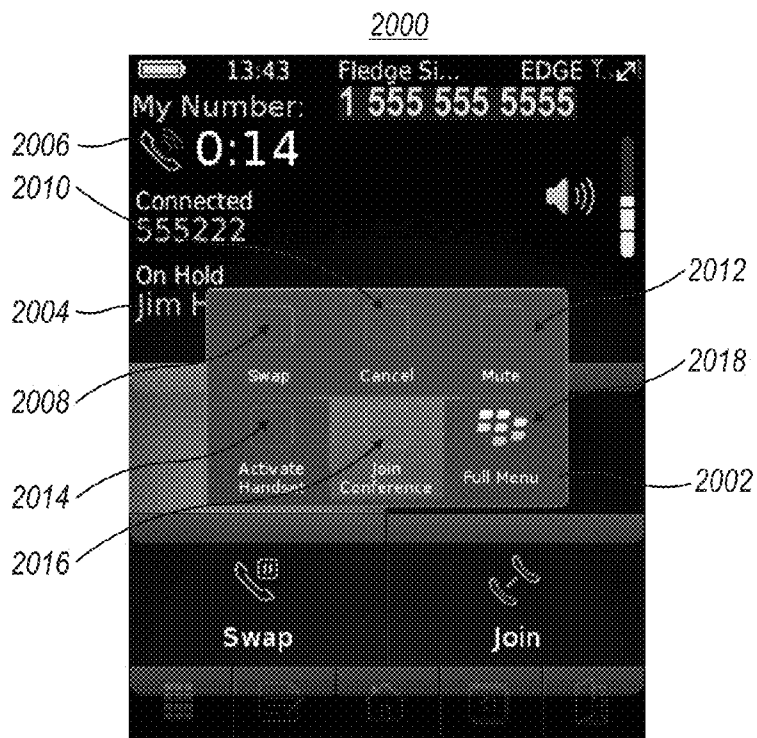 2000
13:43 Fledge Si... EDGE
My Number: 1 555 555 5555
2006
0:14
2010
Connected
555222
On Hold
2012
2004
Jim H
2018
Swap Cancel Mute
2008
Activate Handset Join Conference Full Menu
2014
2002
2016
Swap Join